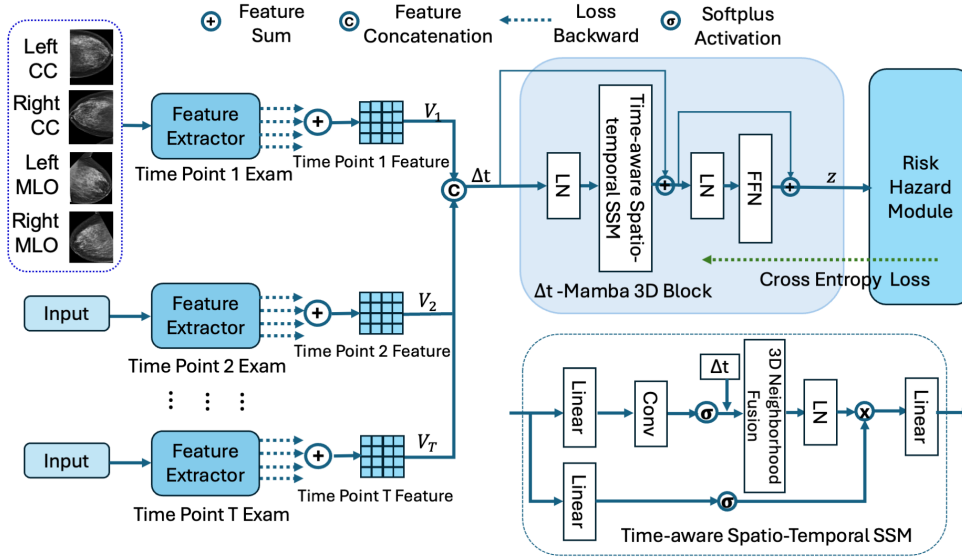 + Feature Sum
C Feature Concatenation
Loss Backward
σ Softplus Activation
Left CC
Right CC
Left MLO
Right MLO
Feature Extractor
Time Point 1 Exam
+
Time Point 1 Feature
V1
Input
Feature Extractor
Time Point 2 Exam
+
Time Point 2 Feature
V2
Input
Feature Extractor
Time Point T Exam
+
Time Point T Feature
VT
C
Δt
LN
Time-aware Spatio-
temporal SSM
+
LN
FFN
+
z
Δt -Mamba 3D Block
Risk
Hazard
Module
Cross Entropy Loss
Linear
Conv
σ
Δt
3D Neighborhood
Fusion
LN
x
Linear
Linear
σ
Time-aware Spatio-Temporal SSM